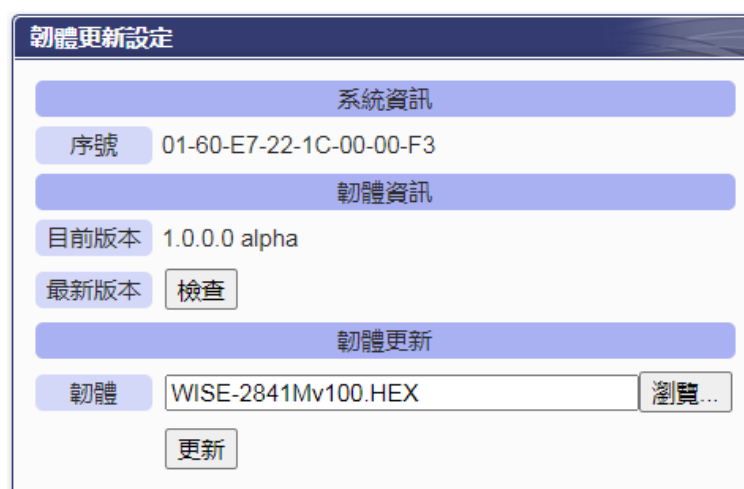 韌體更新設定
系統資訊
序號 01-60-E7-22-1C-00-00-F3
韌體資訊
目前版本 1.0.0.0 alpha
最新版本 檢查
韌體更新
韌體 WISE-2841Mv100.HEX 瀏覽...
更新